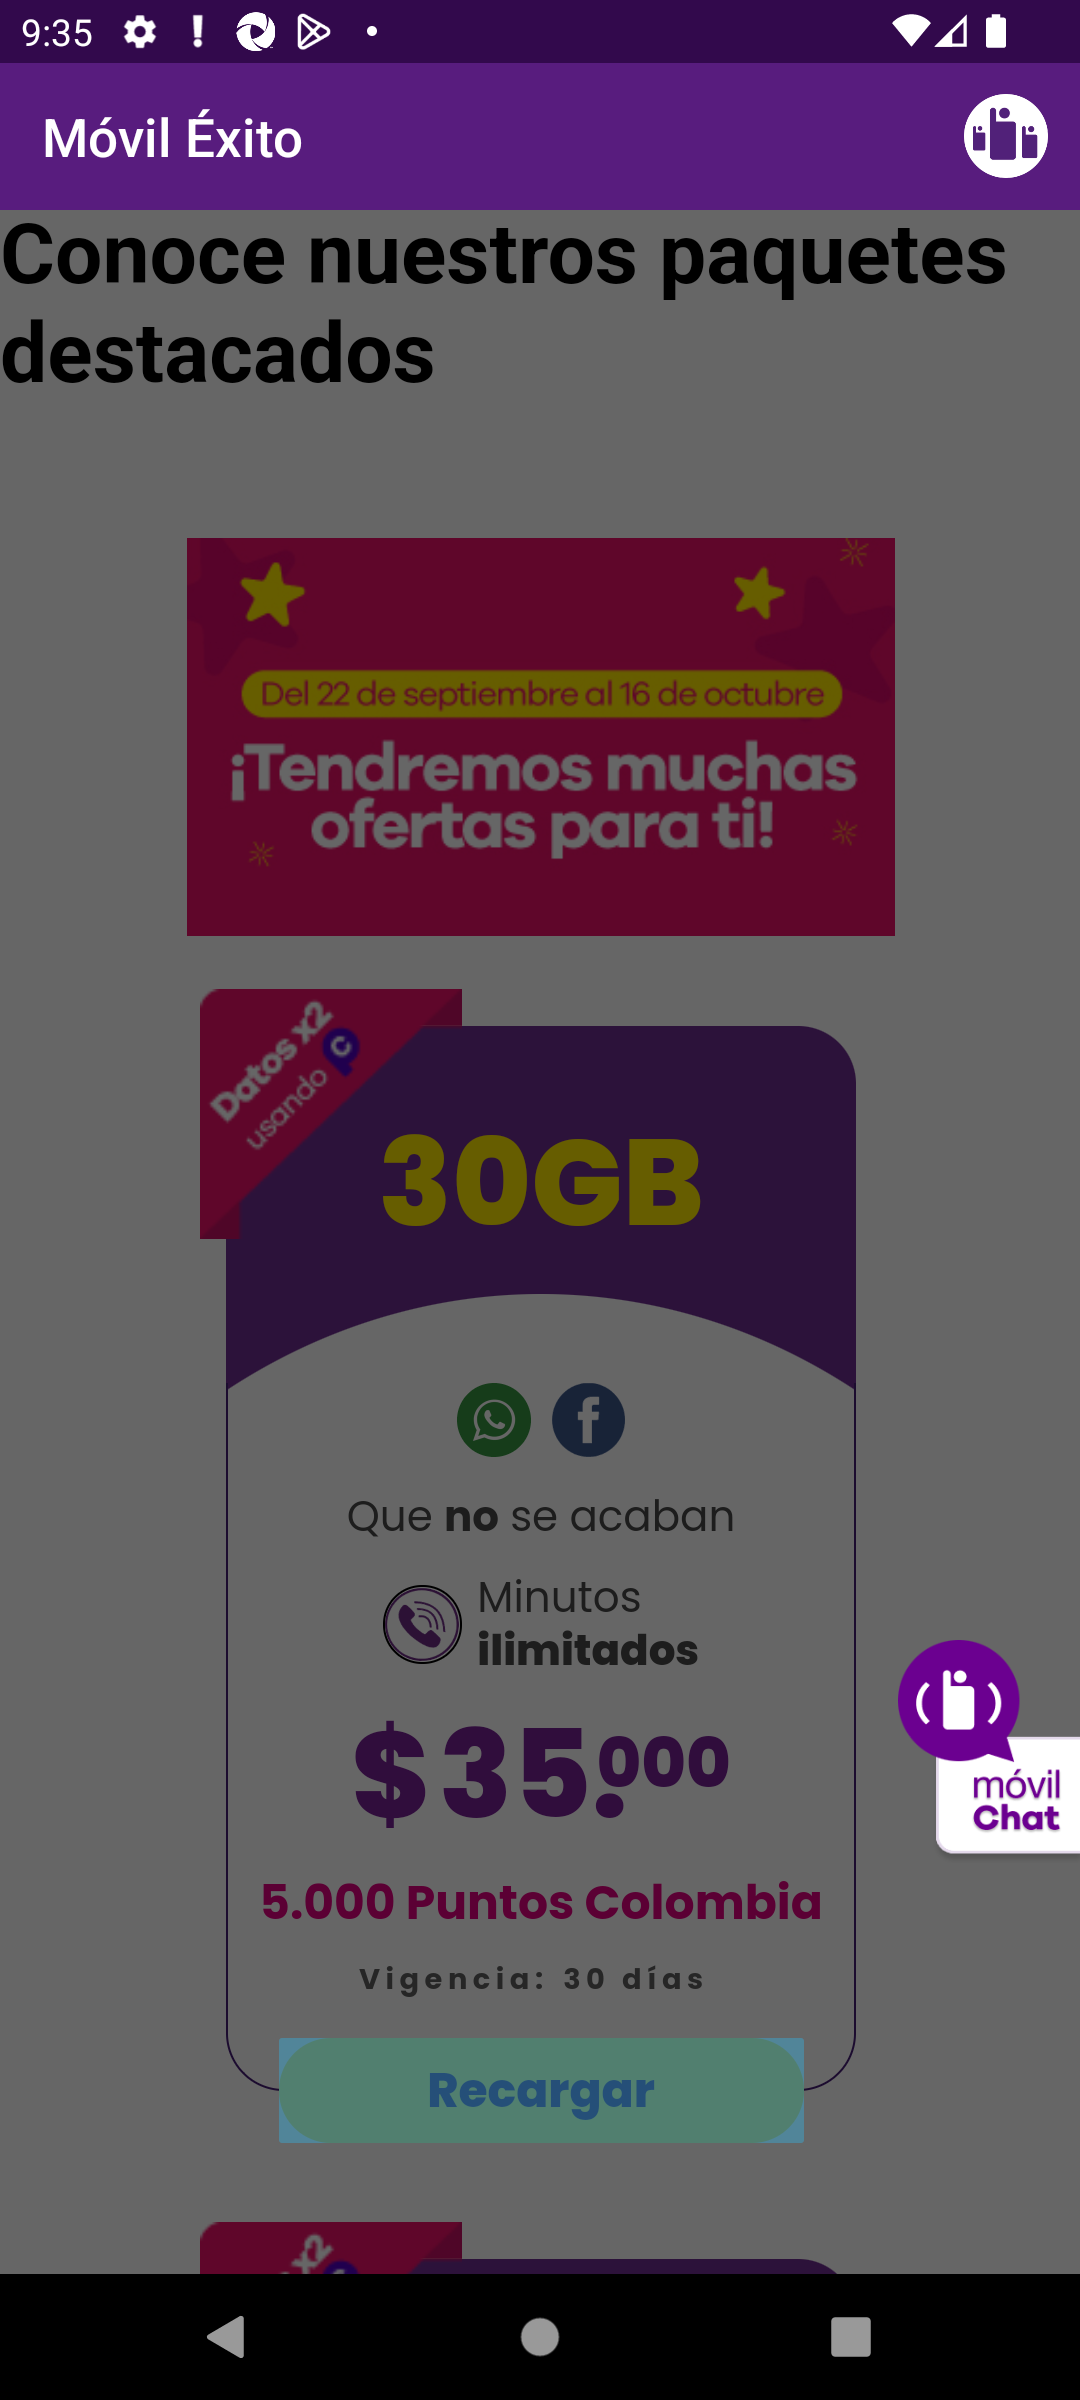 9:35
Móvil Éxito
Conoce nuestros paquetes
destacados
Del 22 de septiembre al 16 de octubre
¡Tendremos muchas
ofertas para ti!
Datos x2
usando
30GB
Que no se acaban
Minutos
ilimitados
$35.000
5.000 Puntos Colombia
Vigencia: 30 días
Recargar
móvil
Chat
x2